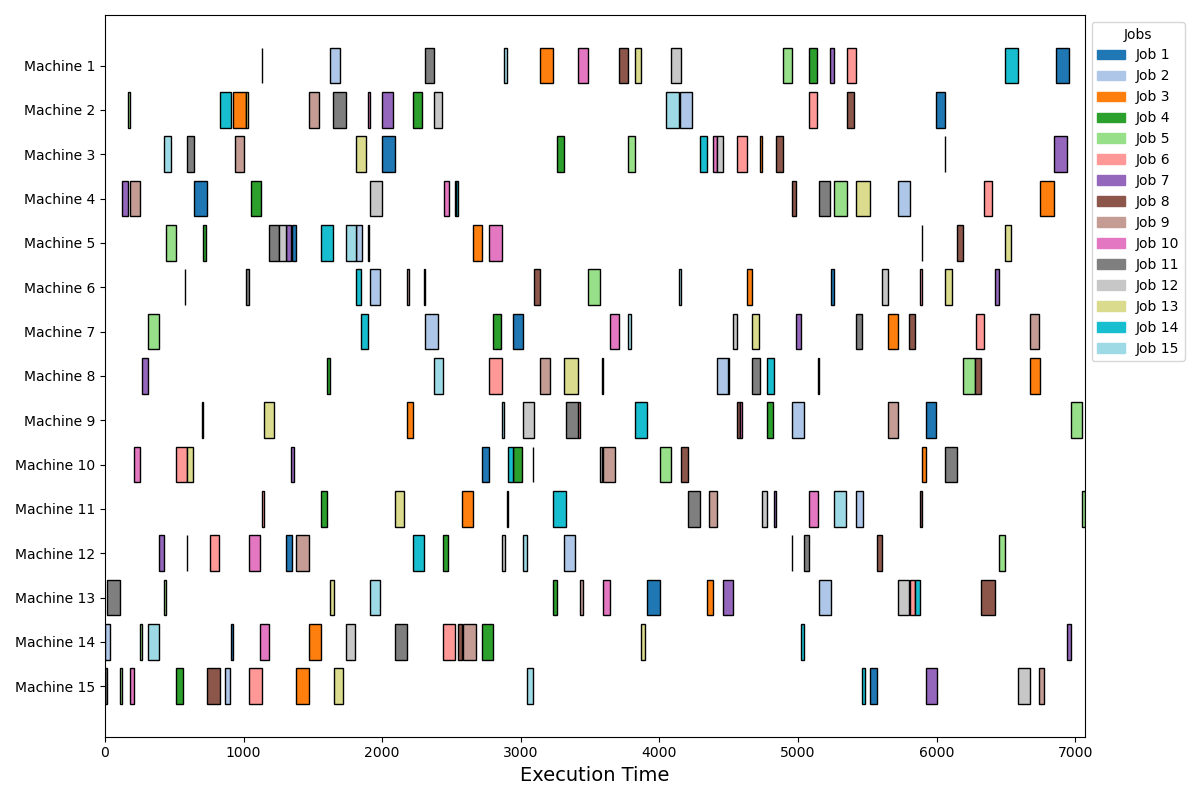 Machine 1
Machine 2
Machine 3
Machine 4
Machine 5
Machine 6
Machine 7
Machine 8
Machine 9
Machine 10
Machine 11
Machine 12
Machine 13
Machine 14
Machine 15
0 1000 2000 3000 4000 5000 6000 7000
Execution Time
Jobs
Job 1
Job 2
Job 3
Job 4
Job 5
Job 6
Job 7
Job 8
Job 9
Job 10
Job 11
Job 12
Job 13
Job 14
Job 15